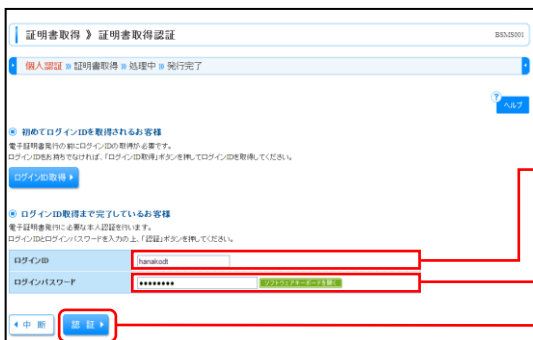 証明書取得 》 証明書取得認証
BSMS001
個人認証 » 証明書取得 » 処理中 » 発行完了
? ヘルプ
初めてログインIDを取得されるお客様
電子証明書発行の前にログインIDの取得が必要です。
ログインIDをお持ちでなければ、「ログインID取得」ボタンを押してログインIDを取得してください。
ログインID取得
ログインID取得まで完了しているお客様
電子証明書発行に必要な本人認証を行います。
ログインIDとログインパスワードを入力の上、「認証」ボタンを押してください。
ログインID hanakodt
ログインパスワード ●●●●●●●● ソフトウェアキーボードを開く
中 断 認 証